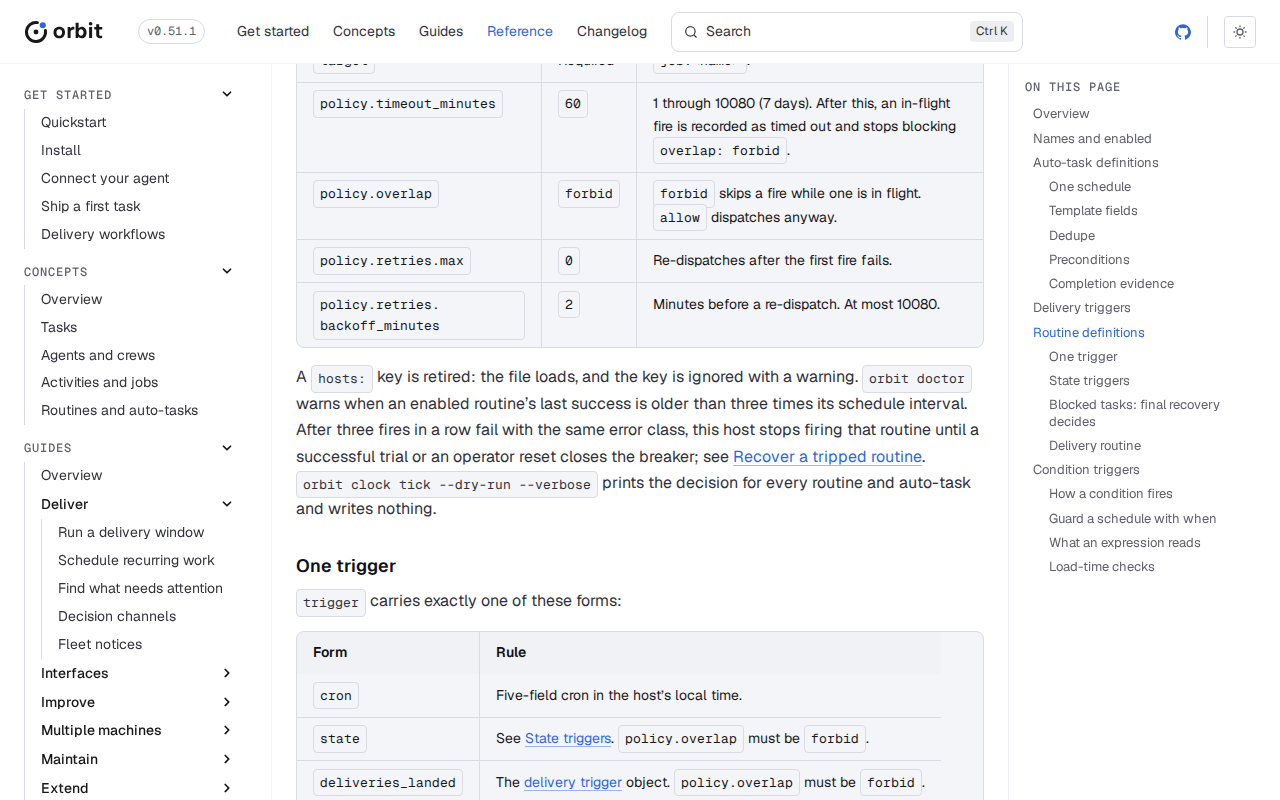 orbit
v0.51.1
Get started
Concepts
Guides
Reference
Changelog
Search
Ctrl K
GET STARTED
Quickstart
Install
Connect your agent
Ship a first task
Delivery workflows
CONCEPTS
Overview
Tasks
Agents and crews
Activities and jobs
Routines and auto-tasks
GUIDES
Overview
Deliver
Run a delivery window
Schedule recurring work
Find what needs attention
Decision channels
Fleet notices
Interfaces
Improve
Multiple machines
Maintain
Extend
policy.timeout_minutes
60
1 through 10080 (7 days). After this, an in-flight
fire is recorded as timed out and stops blocking
overlap: forbid.
policy.overlap
forbid
forbid skips a fire while one is in flight.
allow dispatches anyway.
policy.retries.max
0
Re-dispatches after the first fire fails.
policy.retries.
backoff_minutes
2
Minutes before a re-dispatch. At most 10080.
A hosts: key is retired: the file loads, and the key is ignored with a warning. orbit doctor
warns when an enabled routine’s last success is older than three times its schedule interval.
After three fires in a row fail with the same error class, this host stops firing that routine until a
successful trial or an operator reset closes the breaker; see Recover a tripped routine.
orbit clock tick --dry-run --verbose prints the decision for every routine and auto-task
and writes nothing.
One trigger
trigger carries exactly one of these forms:
Form
Rule
cron
Five-field cron in the host’s local time.
state
See State triggers. policy.overlap must be forbid.
deliveries_landed
The delivery trigger object. policy.overlap must be forbid.
ON THIS PAGE
Overview
Names and enabled
Auto-task definitions
One schedule
Template fields
Dedupe
Preconditions
Completion evidence
Delivery triggers
Routine definitions
One trigger
State triggers
Blocked tasks: final recovery
decides
Delivery routine
Condition triggers
How a condition fires
Guard a schedule with when
What an expression reads
Load-time checks